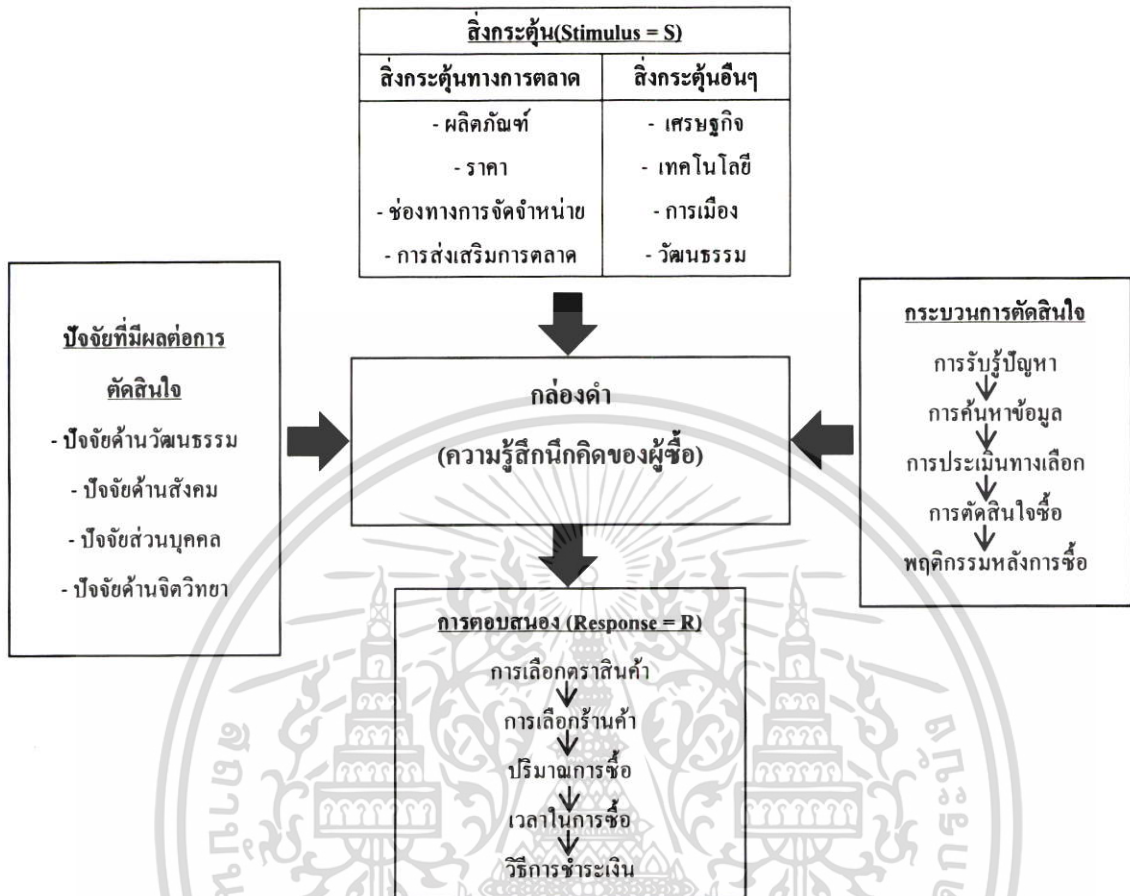 สิ่งกระตุ้น(Stimulus = S)
สิ่งกระตุ้นทางการตลาด
- ผลิตภัณฑ์
- ราคา
- ช่องทางการจัดจำหน่าย
- การส่งเสริมการตลาด
สิ่งกระตุ้นอื่นๆ
- เศรษฐกิจ
- เทคโนโลยี
- การเมือง
- วัฒนธรรม
ปัจจัยที่มีผลต่อการ
ตัดสินใจ
- ปัจจัยด้านวัฒนธรรม
- ปัจจัยด้านสังคม
- ปัจจัยส่วนบุคคล
- ปัจจัยด้านจิตวิทยา
กล่องดำ
(ความรู้สึกนึกคิดของผู้ซื้อ)
กระบวนการตัดสินใจ
การรับรู้ปัญหา
การค้นหาข้อมูล
การประเมินทางเลือก
การตัดสินใจซื้อ
พฤติกรรมหลังการซื้อ
การตอบสนอง (Response = R)
การเลือกตราสินค้า
การเลือกร้านค้า
ปริมาณการซื้อ
เวลาในการซื้อ
วิธีการชำระเงิน